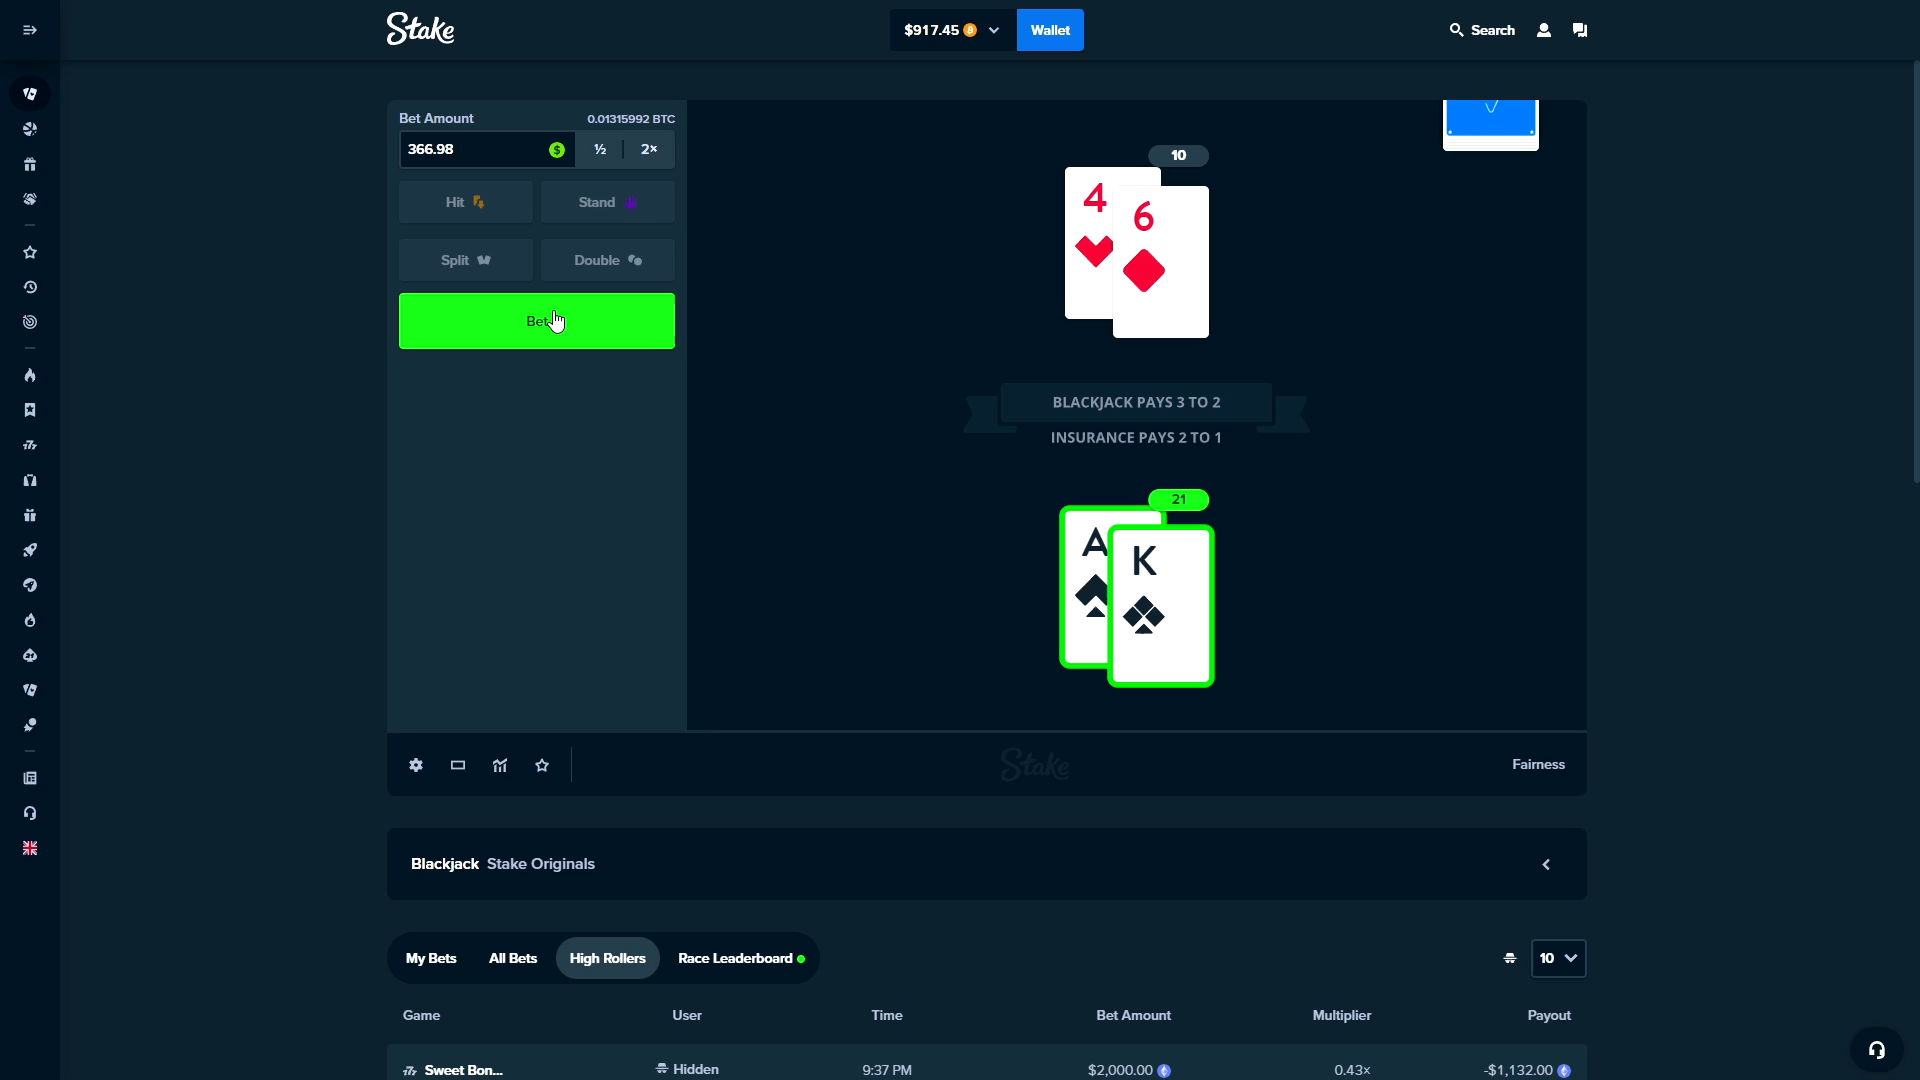 Stake
$917.45
Wallet
Search
Bet Amount
0.01315992 BTC
366.98
½
2×
Hit
Stand
Split
Double
Bet
10
4
6
BLACKJACK PAYS 3 TO 2
INSURANCE PAYS 2 TO 1
21
A
K
Stake
Fairness
Blackjack Stake Originals
My Bets
All Bets
High Rollers
Race Leaderboard
10
Game
User
Time
Bet Amount
Multiplier
Payout
Sweet Bon...
Hidden
9:37 PM
$2,000.00
0.43×
-$1,132.00